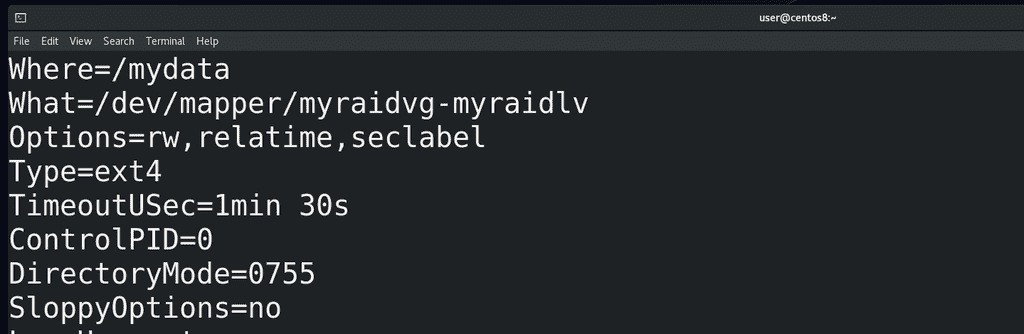 user@centos8:~
File Edit View Search Terminal Help
Where=/mydata
What=/dev/mapper/myraidvg-myraidlv
Options=rw,relatime,seclabel
Type=ext4
TimeoutUSec=1min 30s
ControlPID=0
DirectoryMode=0755
SloppyOptions=no